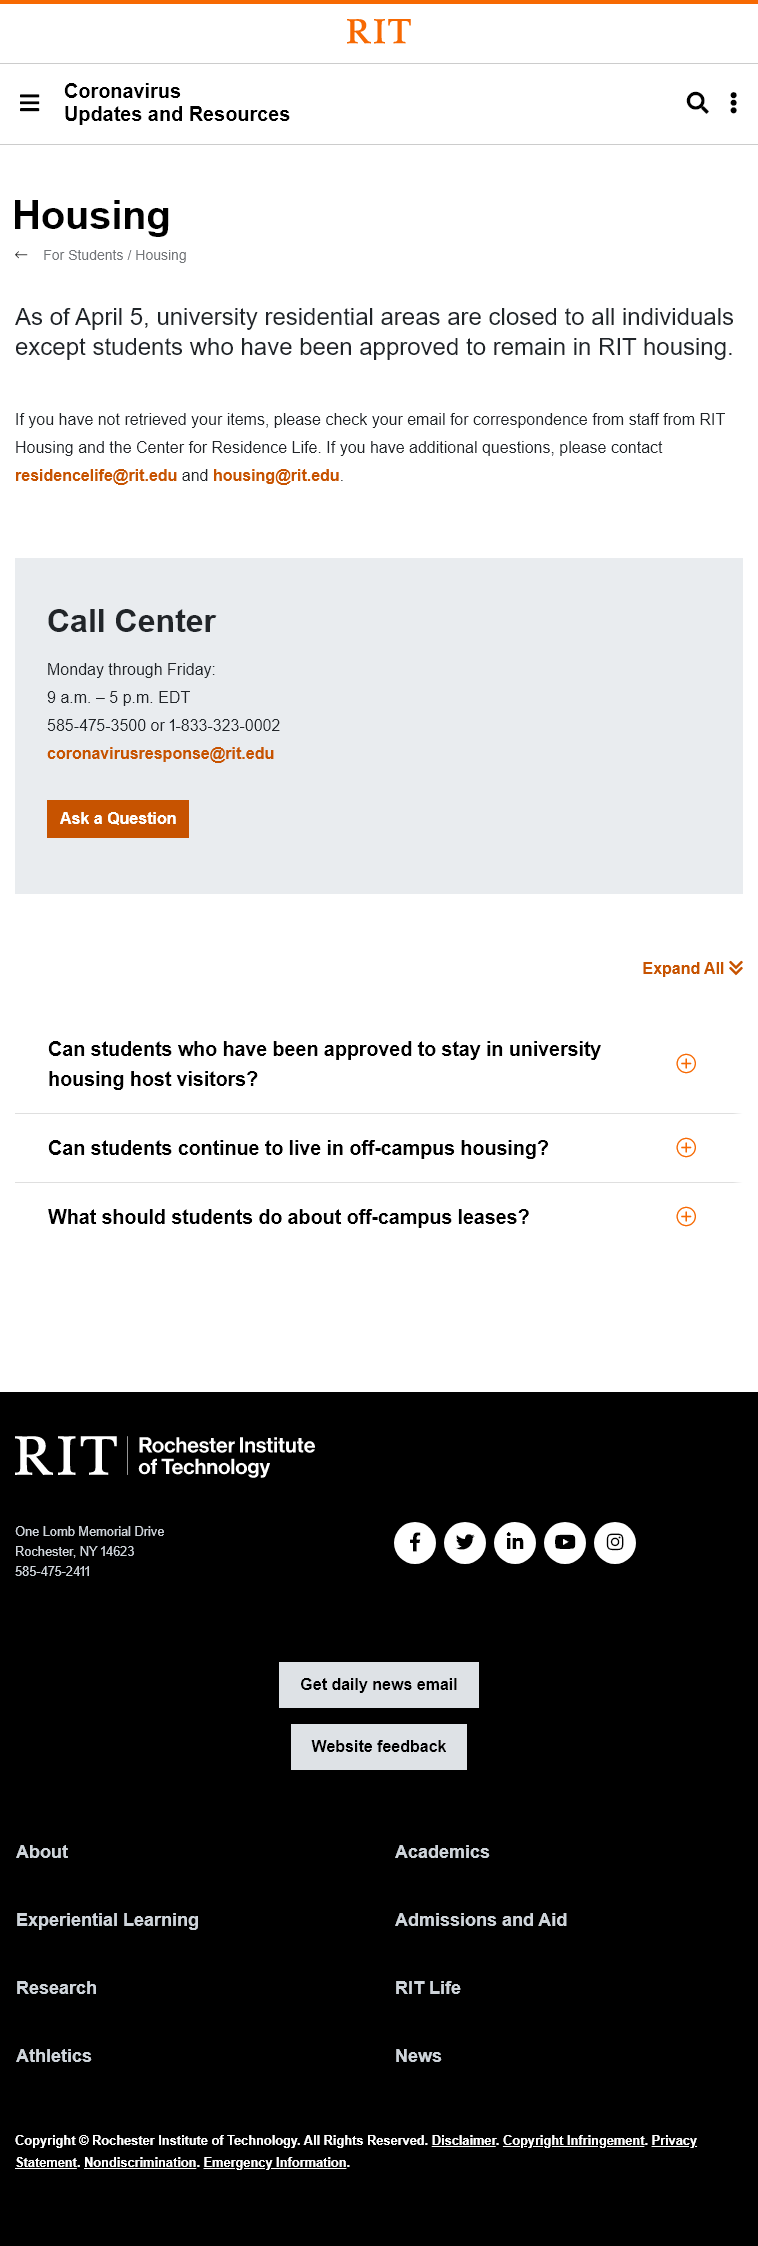 RIT
Coronavirus
Updates and Resources
Housing
For Students / Housing
As of April 5, university residential areas are closed to all individuals
except students who have been approved to remain in RIT housing.
If you have not retrieved your items, please check your email for correspondence from staff from RIT
Housing and the Center for Residence Life. If you have additional questions, please contact
residencelife@rit.edu and housing@rit.edu.
Call Center
Monday through Friday:
9 a.m. – 5 p.m. EDT
585-475-3500 or 1-833-323-0002
coronavirusresponse@rit.edu
Ask a Question
Expand All
Can students who have been approved to stay in university
housing host visitors?
Can students continue to live in off-campus housing?
What should students do about off-campus leases?
RIT Rochester Institute
of Technology
One Lomb Memorial Drive
Rochester, NY 14623
585-475-2411
Get daily news email
Website feedback
About
Academics
Experiential Learning
Admissions and Aid
Research
RIT Life
Athletics
News
Copyright © Rochester Institute of Technology. All Rights Reserved. Disclaimer. Copyright Infringement. Privacy
Statement. Nondiscrimination. Emergency Information.